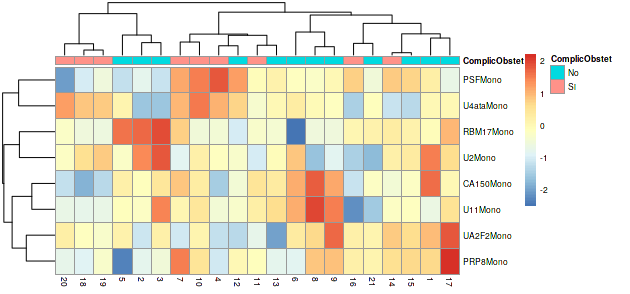 ComplicObstet
PSFMono
U4ataMono
RBM17Mono
U2Mono
CA150Mono
U11Mono
UA2F2Mono
PRP8Mono
20 18 19 5 2 3 7 10 4 12 11 13 6 8 9 16 21 14 15 1 17
2
1
0
-1
-2
ComplicObstet
No
SI